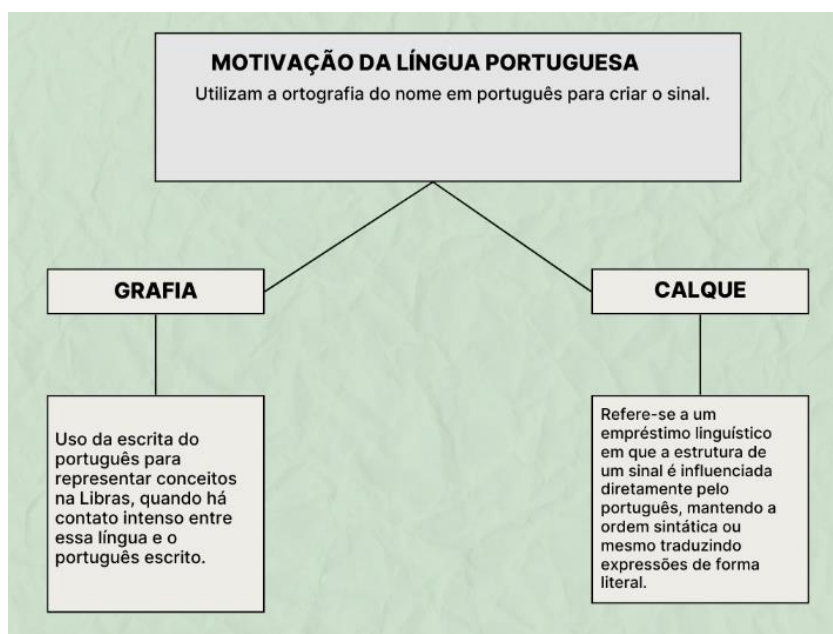 MOTIVAÇÃO DA LÍNGUA PORTUGUESA
Utilizam a ortografia do nome em português para criar o sinal.
GRAFIA
CALQUE
Uso da escrita do
português para
representar conceitos
na Libras, quando há
contato intenso entre
essa língua e o
português escrito.
Refere-se a um
empréstimo linguístico
em que a estrutura de
um sinal é influenciada
diretamente pelo
português, mantendo a
ordem sintática ou
mesmo traduzindo
expressões de forma
literal.